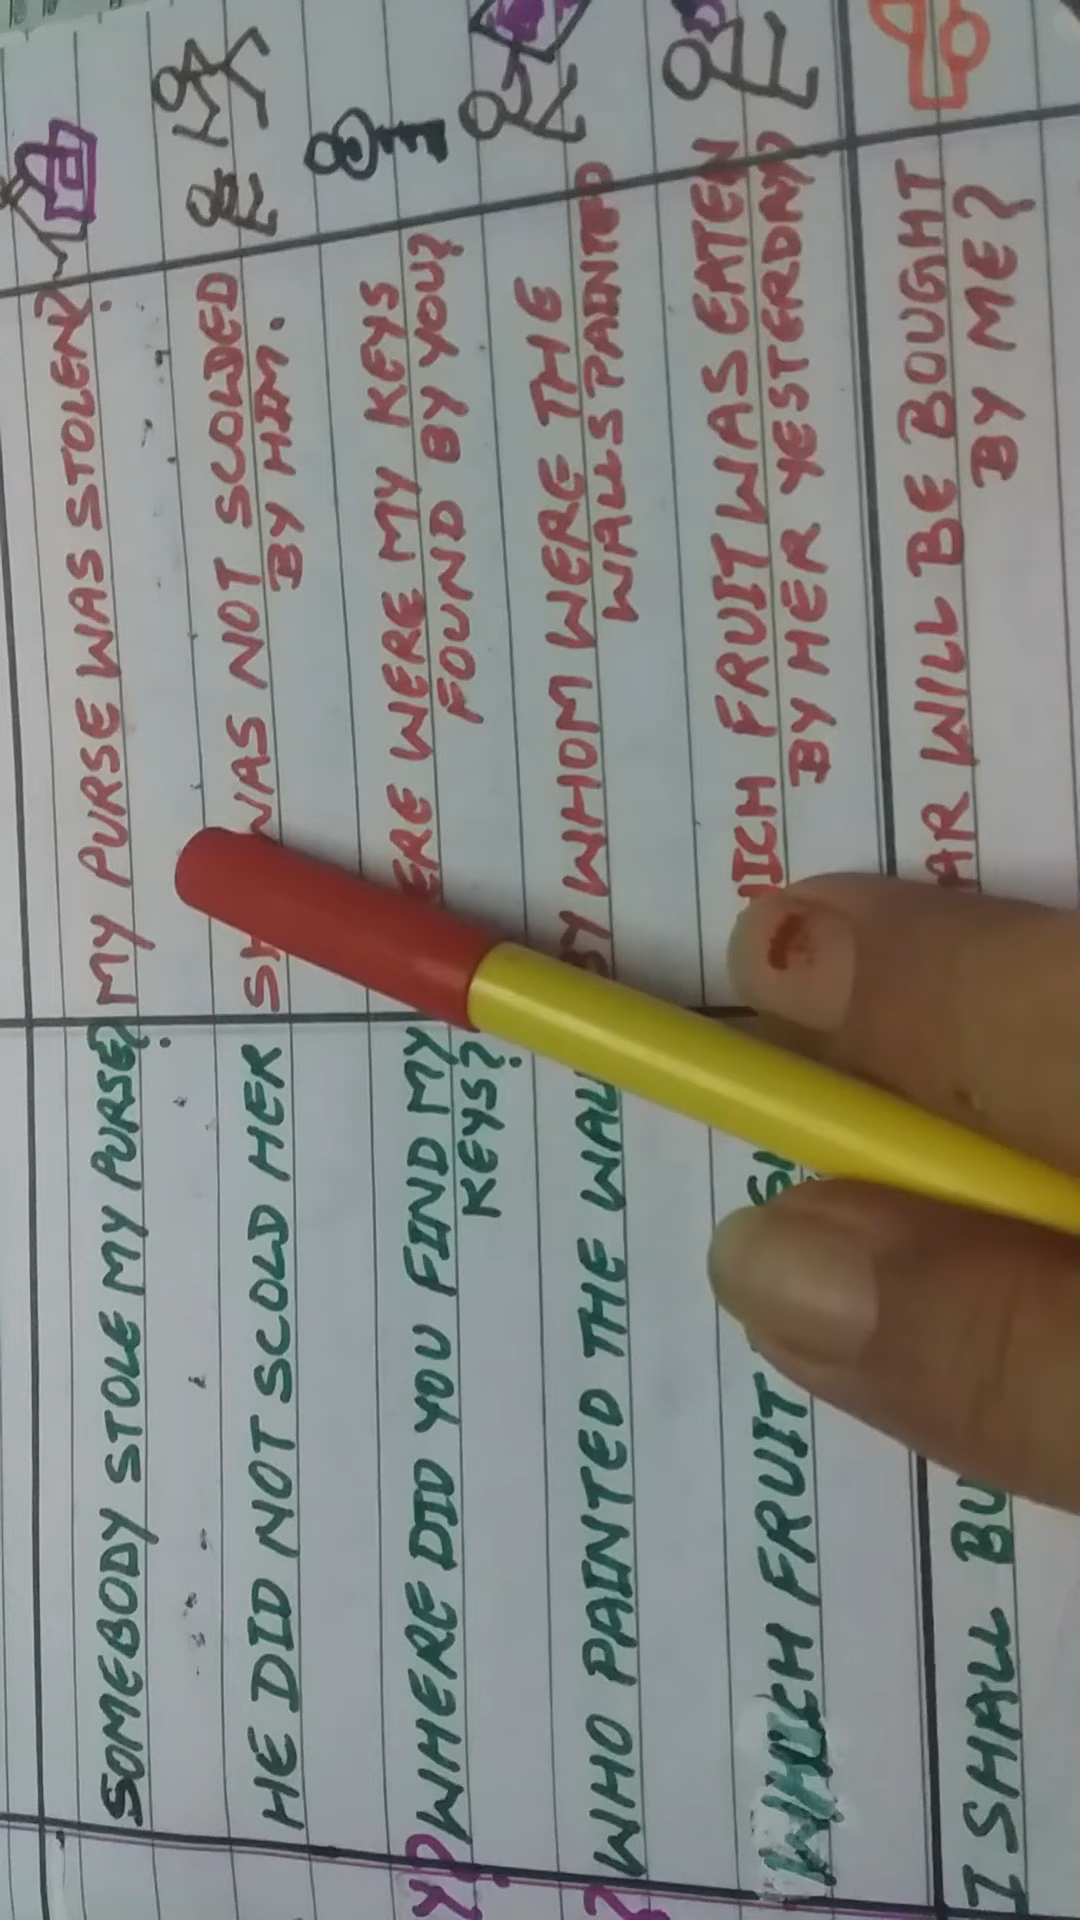 SOMEBODY STOLE MY PURSE?
MY PURSE WAS STOLEN?
HE DID NOT SCOLD HER
WAS NOT SCOLDED
BY HIM.
WHERE DID YOU FIND MY
KEYS?
WERE MY KEYS
FOUND BY YOU?
WHO PAINTED THE
BY WHOM WERE THE
WALLS PAINTED
WHICH FRUIT
FRUIT WAS EATEN
BY HER YESTERDAY
I SHALL
WILL BE BOUGHT
BY ME?